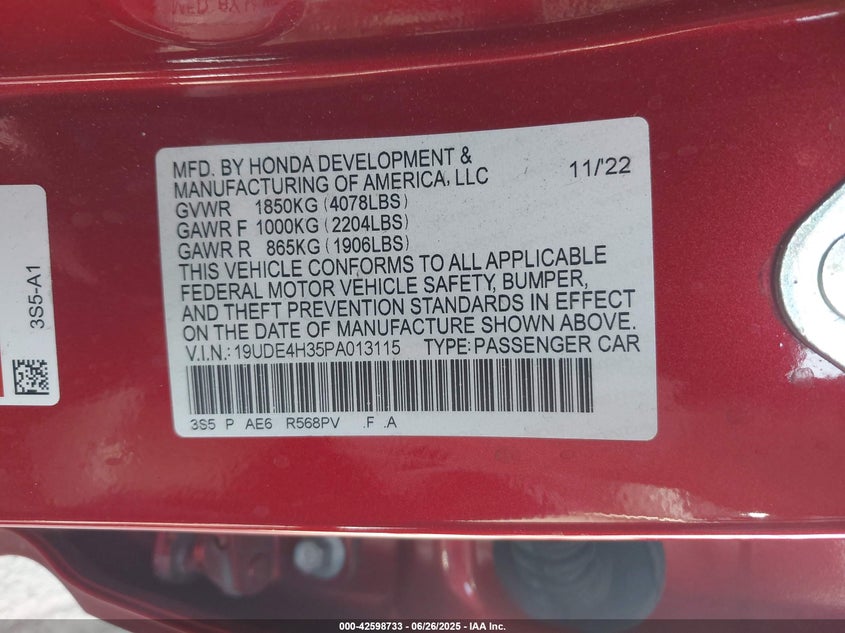 MFD. BY HONDA DEVELOPMENT &
MANUFACTURING OF AMERICA, LLC 11/'22
GVWR 1850KG (4078LBS)
GAWR F 1000KG (2204LBS)
GAWR R 865KG (1906LBS)
THIS VEHICLE CONFORMS TO ALL APPLICABLE
FEDERAL MOTOR VEHICLE SAFETY, BUMPER,
AND THEFT PREVENTION STANDARDS IN EFFECT
ON THE DATE OF MANUFACTURE SHOWN ABOVE.
V.I.N.: 19UDE4H35PA013115 TYPE: PASSENGER CAR
3S5 P AE6 R568PV .F .A
3S5-A1
000-42598733 / 06/26/2025 - IAA Inc.